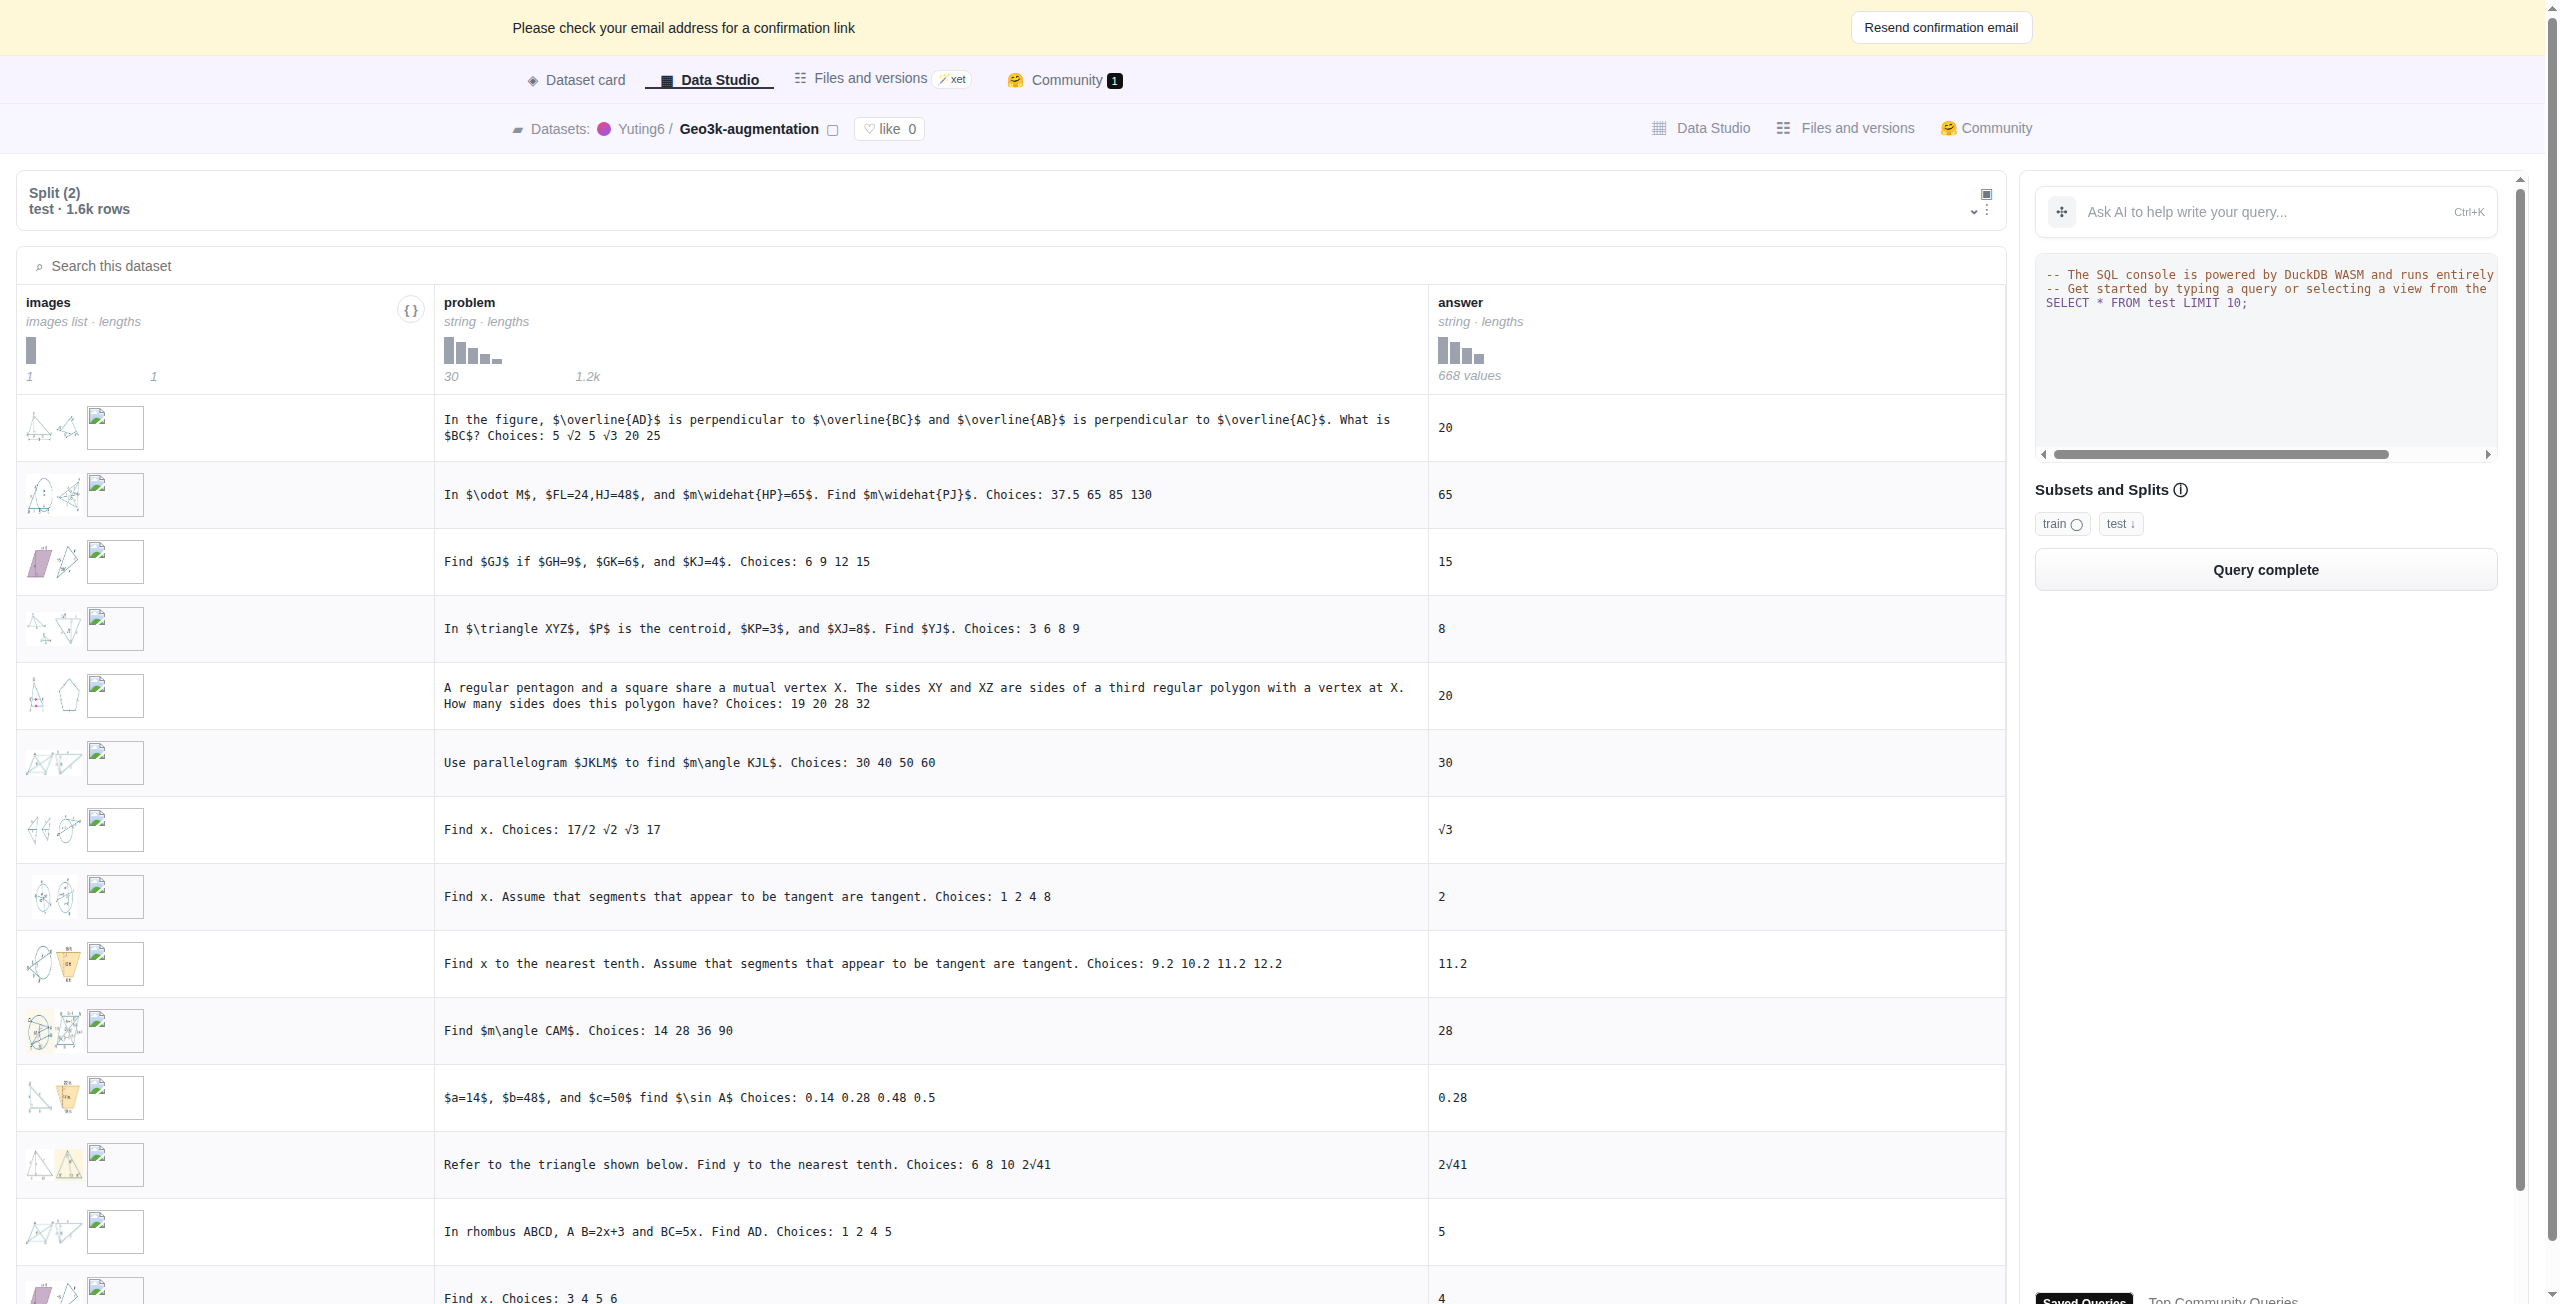 Please check your email address for a confirmation link
Resend confirmation email
Dataset card
Data Studio
Files and versions
xet
Community 1
Datasets:
Yuting6 / Geo3k-augmentation
like 0
Data Studio
Files and versions
Community
Split (2)
test · 1.6k rows
Search this dataset
images
images list · lengths
1 1
{ }
problem
string · lengths
30 1.2k
answer
string · lengths
668 values
In the figure, $\overline{AD}$ is perpendicular to $\overline{BC}$ and $\overline{AB}$ is perpendicular to $\overline{AC}$. What is
$BC$? Choices: 5 √2 5 √3 20 25
20
In $\odot M$, $FL=24,HJ=48$, and $m\widehat{HP}=65$. Find $m\widehat{PJ}$. Choices: 37.5 65 85 130
65
Find $GJ$ if $GH=9$, $GK=6$, and $KJ=4$. Choices: 6 9 12 15
15
In $\triangle XYZ$, $P$ is the centroid, $KP=3$, and $XJ=8$. Find $YJ$. Choices: 3 6 8 9
8
A regular pentagon and a square share a mutual vertex X. The sides XY and XZ are sides of a third regular polygon with a vertex at X.
How many sides does this polygon have? Choices: 19 20 28 32
20
Use parallelogram $JKLM$ to find $m\angle KJL$. Choices: 30 40 50 60
30
Find x. Choices: 17/2 √2 √3 17
√3
Find x. Assume that segments that appear to be tangent are tangent. Choices: 1 2 4 8
2
Find x to the nearest tenth. Assume that segments that appear to be tangent are tangent. Choices: 9.2 10.2 11.2 12.2
11.2
Find $m\angle CAM$. Choices: 14 28 36 90
28
$a=14$, $b=48$, and $c=50$ find $\sin A$ Choices: 0.14 0.28 0.48 0.5
0.28
Refer to the triangle shown below. Find y to the nearest tenth. Choices: 6 8 10 2√41
2√41
In rhombus ABCD, A B=2x+3 and BC=5x. Find AD. Choices: 1 2 4 5
5
Find x. Choices: 3 4 5 6
4
Ask AI to help write your query...
Ctrl+K
-- The SQL console is powered by DuckDB WASM and runs entirely
-- Get started by typing a query or selecting a view from the
SELECT * FROM test LIMIT 10;
Subsets and Splits
train
test ↓
Query complete
Saved Queries
Top Community Queries